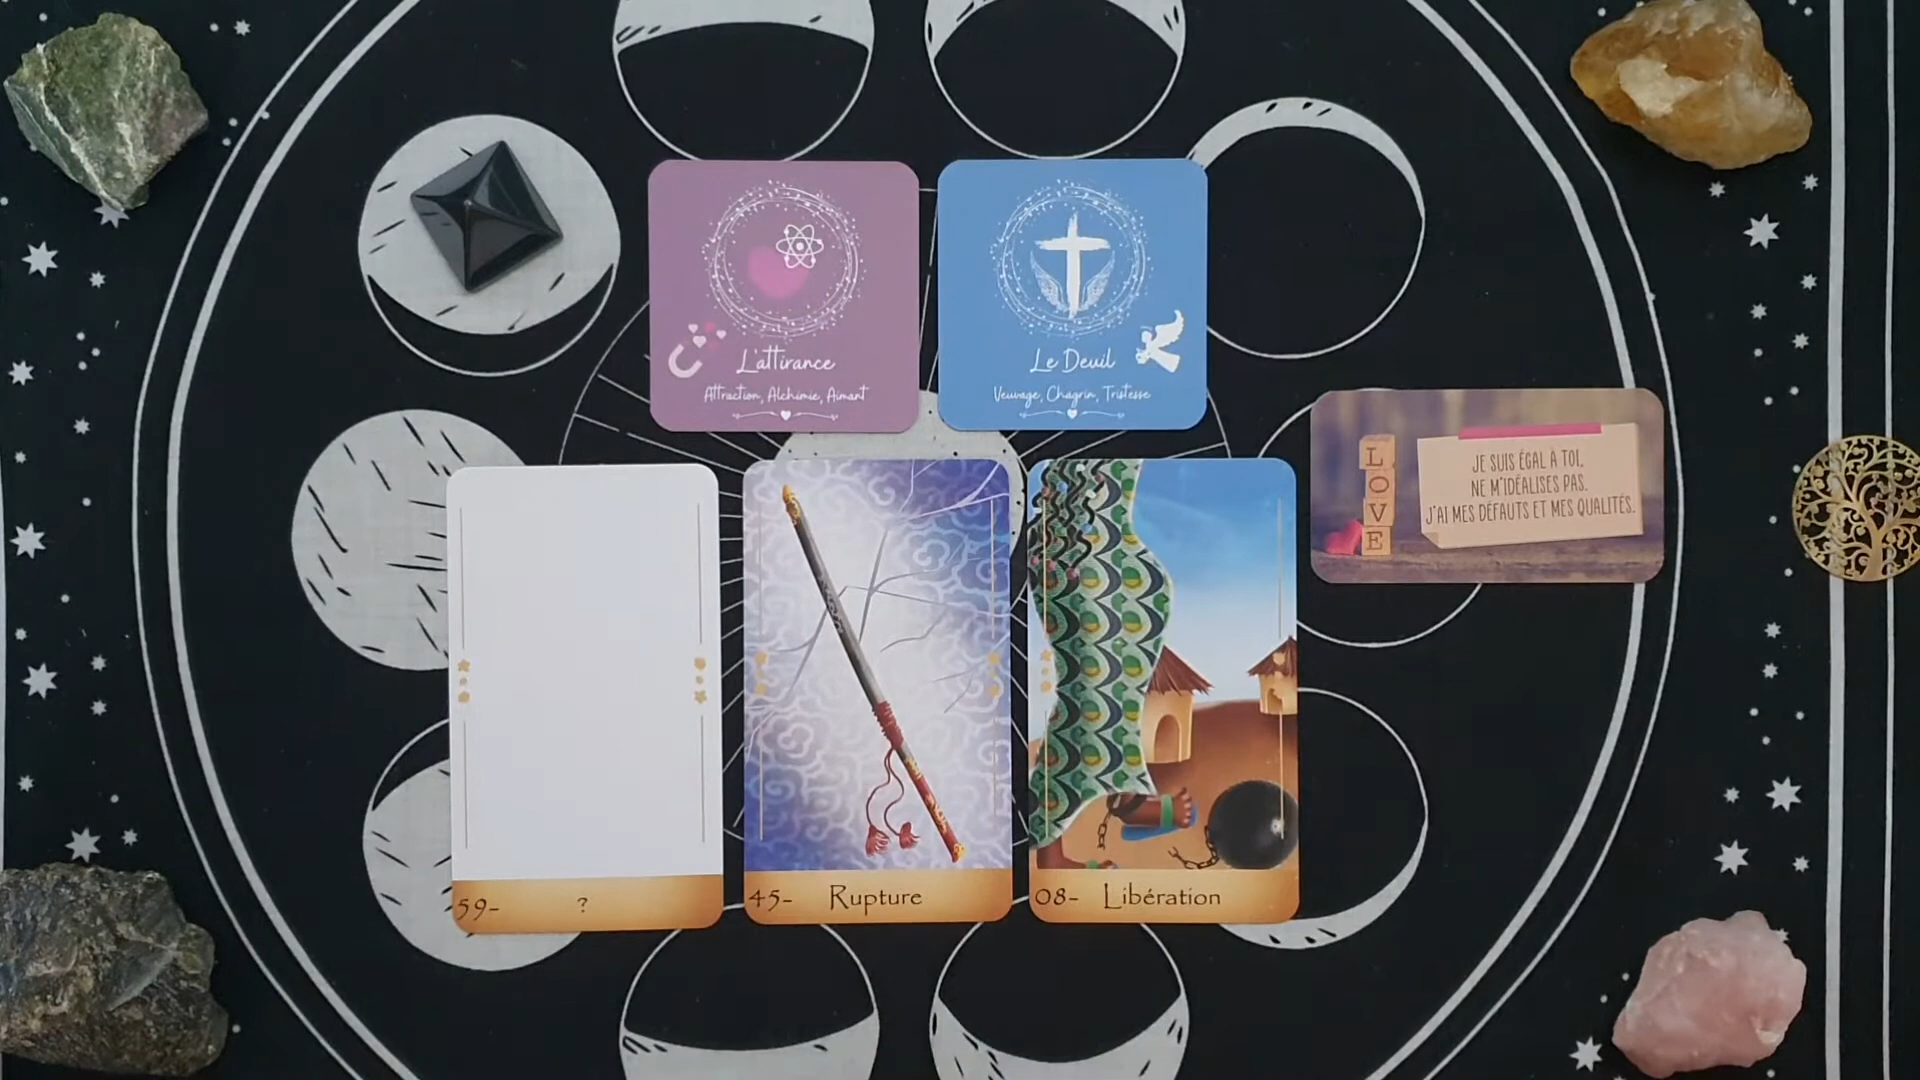 L'attirance
Attraction, Alchimie, Aimant
Le Deuil
Veuvage, Chagrin, Tristesse
LOVE
JE SUIS ÉGAL À TOI,
NE M'IDÉALISES PAS.
J'AI MES DÉFAUTS ET MES QUALITÉS.
59- ?
45- Rupture
08- Libération